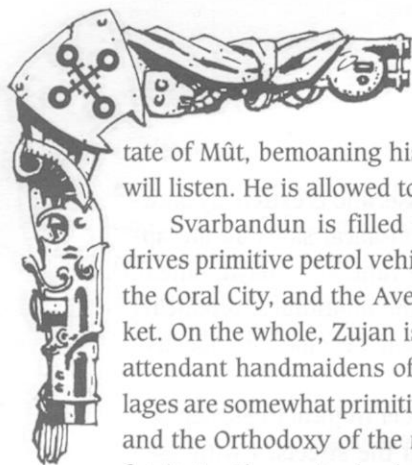 tate of Mût, bemoaning his
will listen. He is allowed to
Svarbandun is filled
drives primitive petrol vehi
the Coral City, and the Ave
ket. On the whole, Zujan is
attendant handmaidens of
lages are somewhat primiti
and the Orthodoxy of the